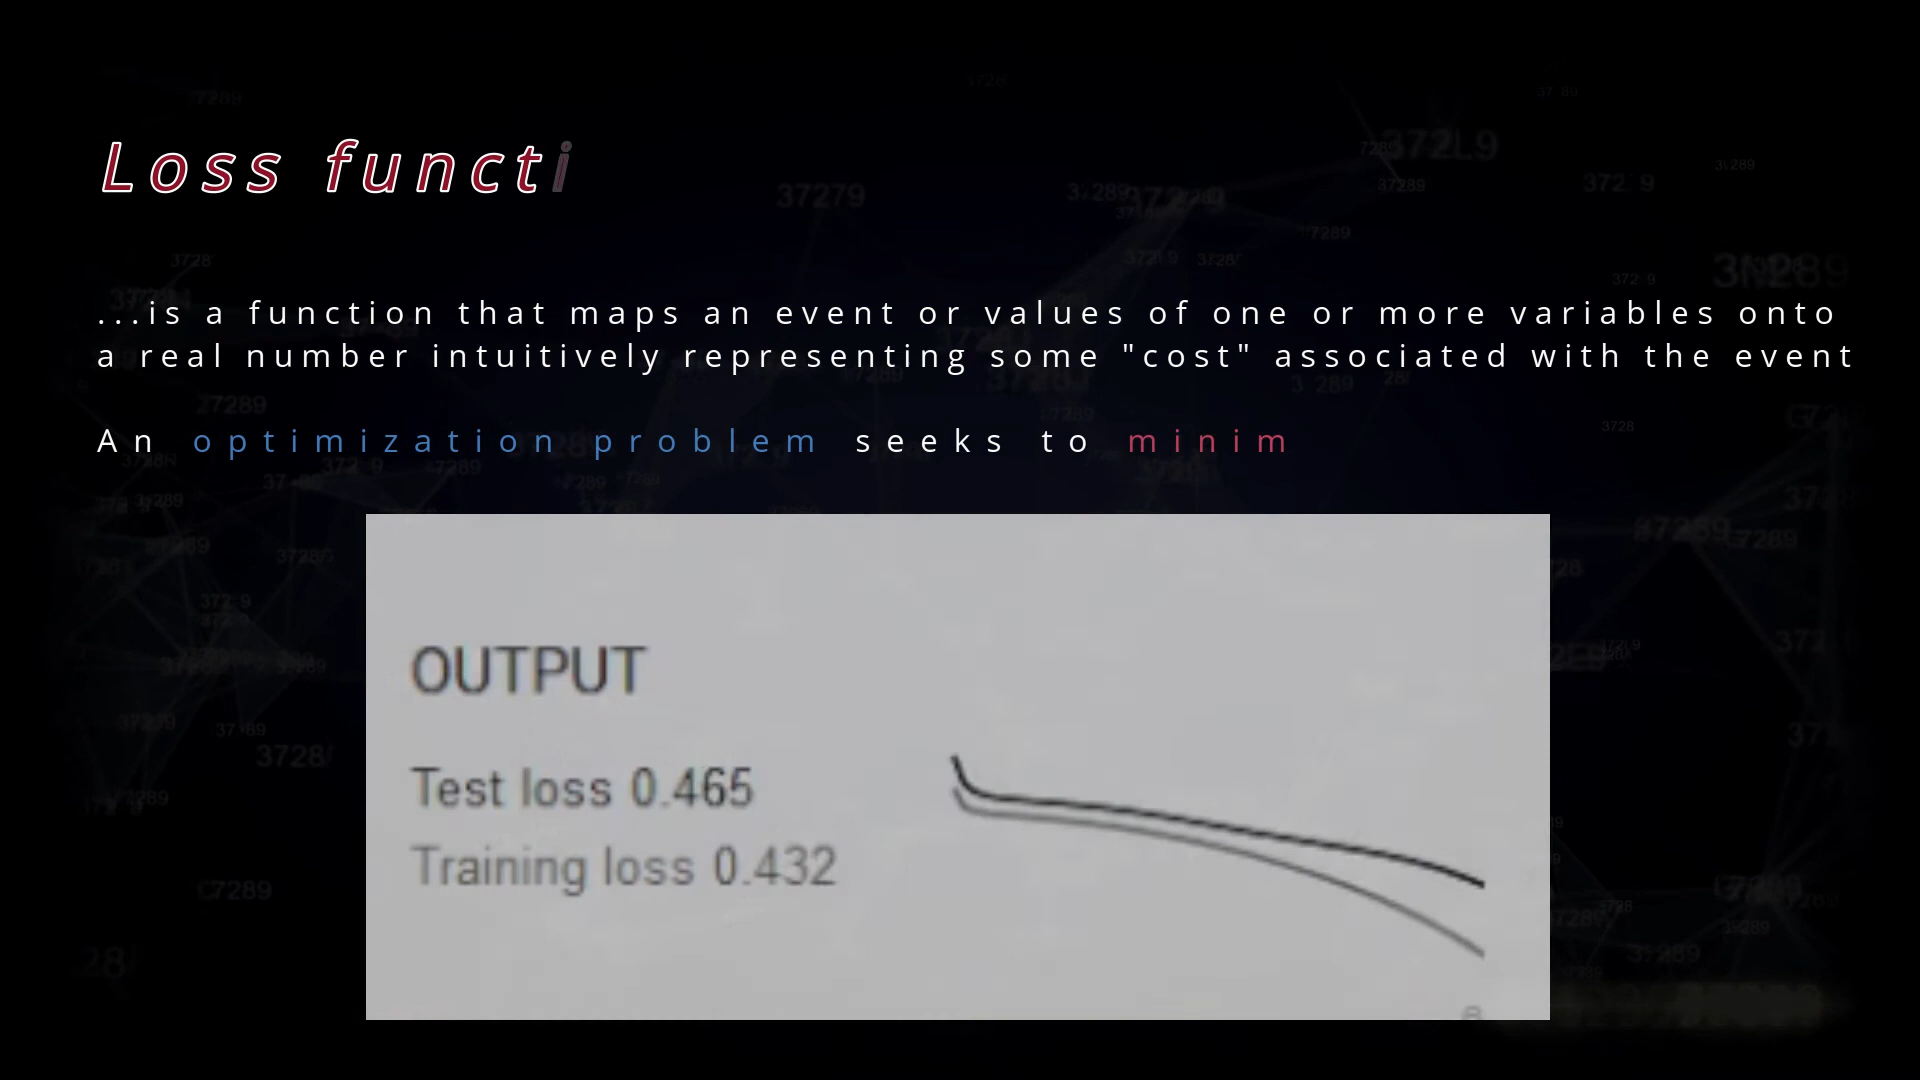 Loss functi
...is a function that maps an event or values of one or more variables onto
a real number intuitively representing some "cost" associated with the event
An optimization problem seeks to minim
OUTPUT
Test loss 0.465
Training loss 0.432